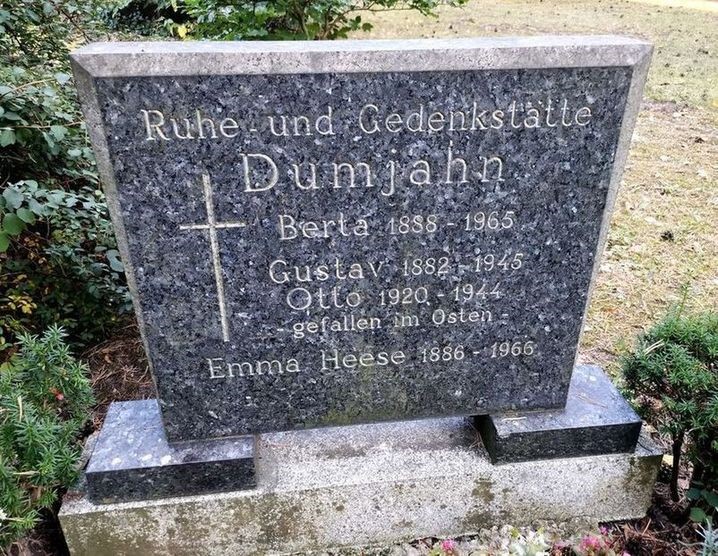 Ruhe- und Gedenkstätte
Dumjahn
Berta 1888 - 1965
Gustav 1882 - 1945
Otto 1920 - 1944
- gefallen im Osten -
Emma Heese 1886 - 1966